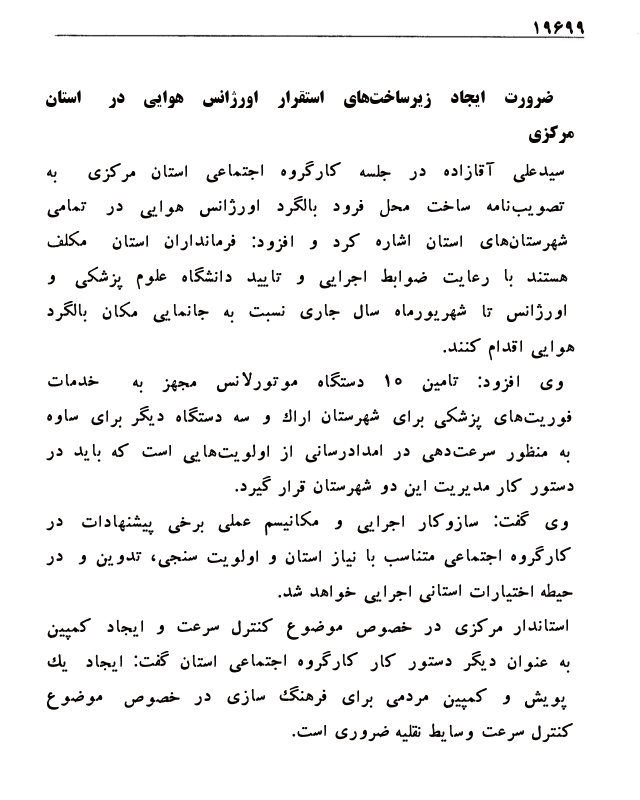 ۱۹۶۹۹
ضرورت ایجاد زیرساخت‌های استقرار اورژانس هوایی در استان
مرکزی
سیدعلی آقازاده در جلسه کارگروه اجتماعی استان مرکزی به
تصویب‌نامه ساخت محل فرود بالگرد اورژانس هوایی در تمامی
شهرستان‌های استان اشاره کرد و افزود: فرمانداران استان مکلف
هستند با رعایت ضوابط اجرایی و تایید دانشگاه علوم پزشکی و
اورژانس تا شهریورماه سال جاری نسبت به جانمایی مکان بالگرد
هوایی اقدام کنند.
وی افزود: تامین ۱۰ دستگاه موتورلانس مجهز به خدمات
فوریت‌های پزشکی برای شهرستان اراك و سه دستگاه دیگر برای ساوه
به منظور سرعت‌دهی در امدادرسانی از اولویت‌هایی است که باید در
دستور کار مدیریت این دو شهرستان قرار گیرد.
وی گفت: سازوکار اجرایی و مکانیسم عملی برخی پیشنهادات در
کارگروه اجتماعی متناسب با نیاز استان و اولویت سنجی، تدوین و در
حیطه اختیارات استانی اجرایی خواهد شد.
استاندار مرکزی در خصوص موضوع کنترل سرعت و ایجاد کمپین
به عنوان دیگر دستور کار کارگروه اجتماعی استان گفت: ایجاد یك
پویش و کمپین مردمی برای فرهنگ سازی در خصوص موضوع
کنترل سرعت وسایط نقلیه ضروری است.